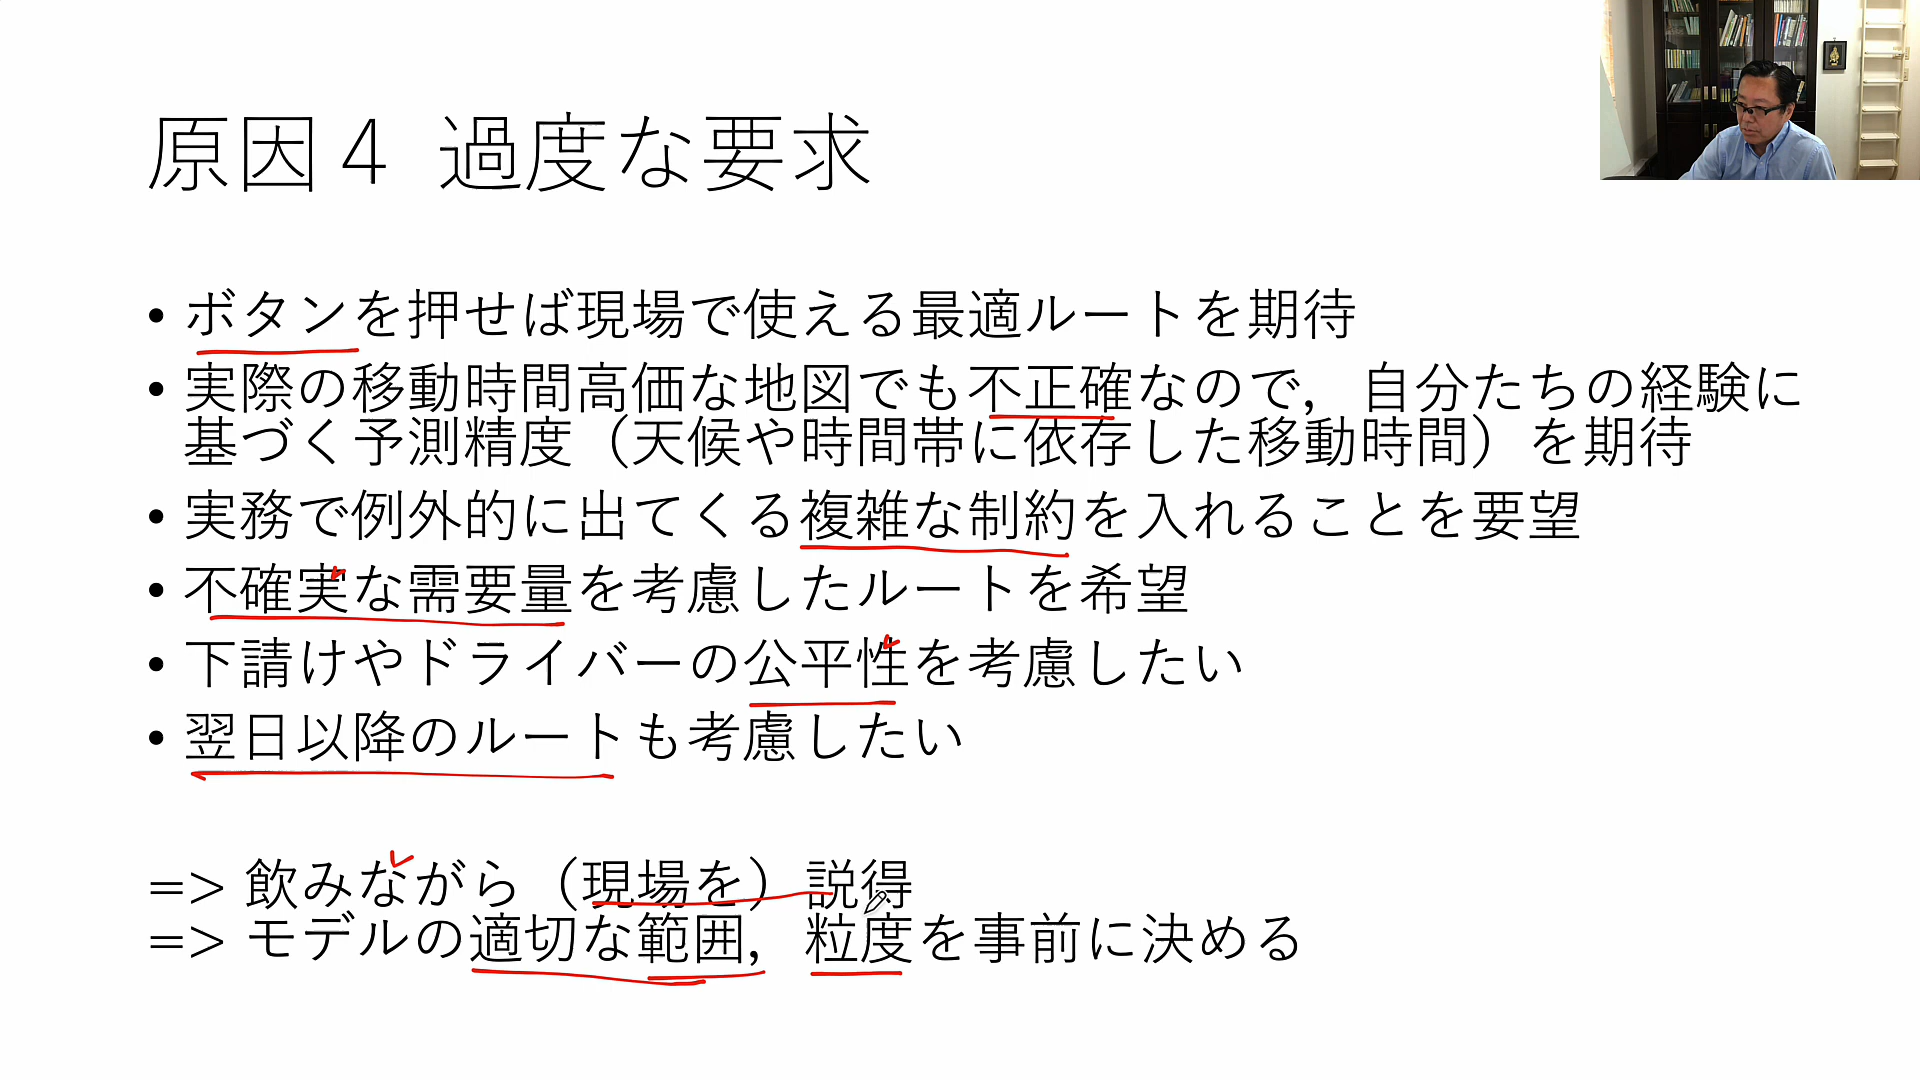 原因４ 過度な要求
• ボタンを押せば現場で使える最適ルートを期待
• 実際の移動時間高価な地図でも不正確なので，自分たちの経験に
基づく予測精度（天候や時間帯に依存した移動時間）を期待
• 実務で例外的に出てくる複雑な制約を入れることを要望
• 不確実な需要量を考慮したルートを希望
• 下請けやドライバーの公平性を考慮したい
• 翌日以降のルートも考慮したい
=> 飲みながら（現場を）説得
=> モデルの適切な範囲，粒度を事前に決める